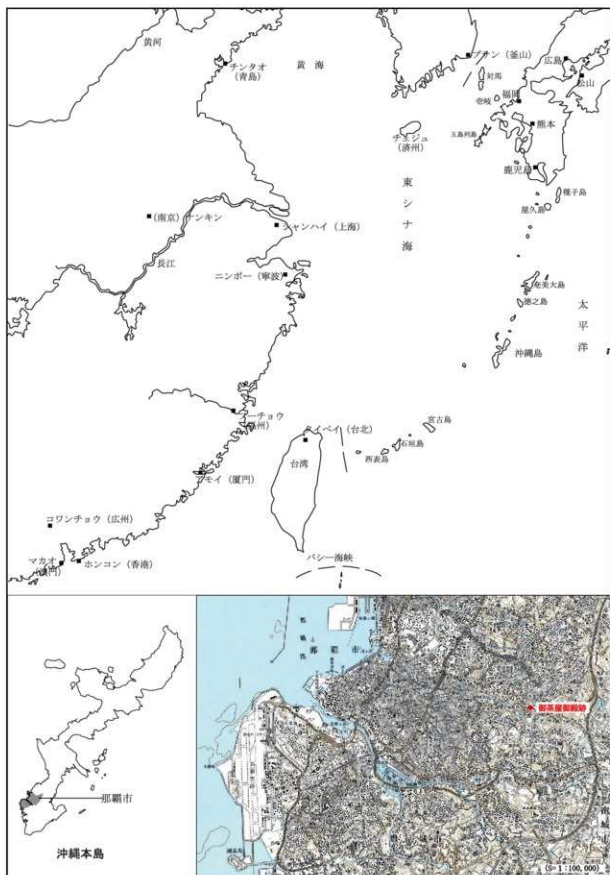 黄河
チンタオ
(青島)
黄 海
プサン (釜山)
対馬
広島
松山
壱岐
福岡
五島列島
熊本
チェジュ
(済州)
鹿児島
種子島
屋久島
東シナ海
(南京) ナンキン
シャンハイ (上海)
長江
ニンポー (寧波)
奄美大島
徳之島
太平洋
沖縄島
宮古島
石垣島
西表島
タイペイ (台北)
台湾
アモイ (厦門)
コワンチョウ (広州)
マカオ
ホンコン (香港)
バシー海峡
那覇市
沖縄本島
那覇市
御茶屋御殿跡
(S=1:100,000)